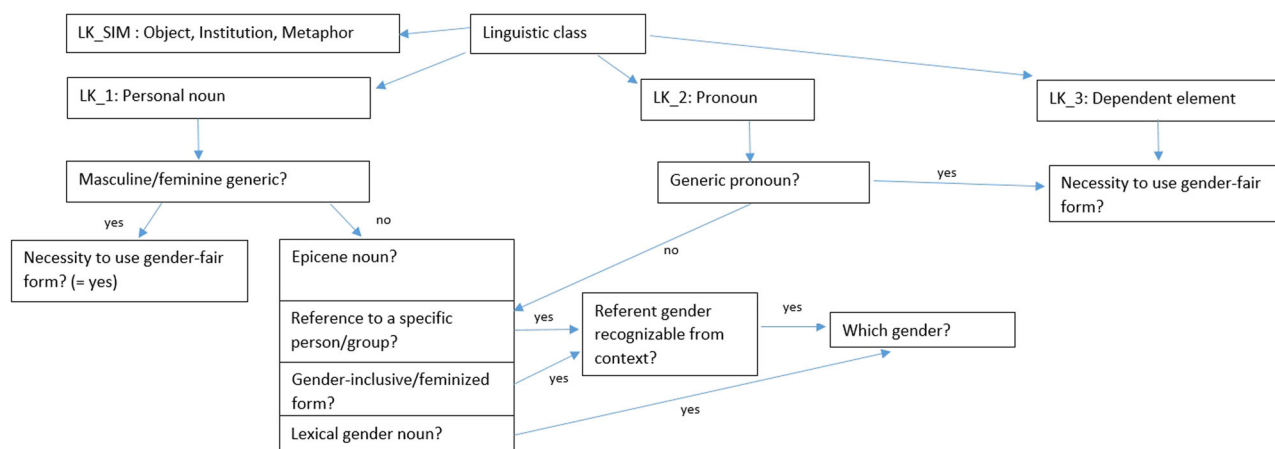 LK_SIM : Object, Institution, Metaphor
Linguistic class
LK_1: Personal noun
LK_2: Pronoun
LK_3: Dependent element
Masculine/feminine generic?
Generic pronoun?
yes
Necessity to use gender-fair
form?
yes
no
Necessity to use gender-fair
form? (= yes)
Epicene noun?
no
Reference to a specific
person/group?
yes
Referent gender
recognizable from
context?
yes
Which gender?
Gender-inclusive/feminized
form?
yes
Lexical gender noun?
yes